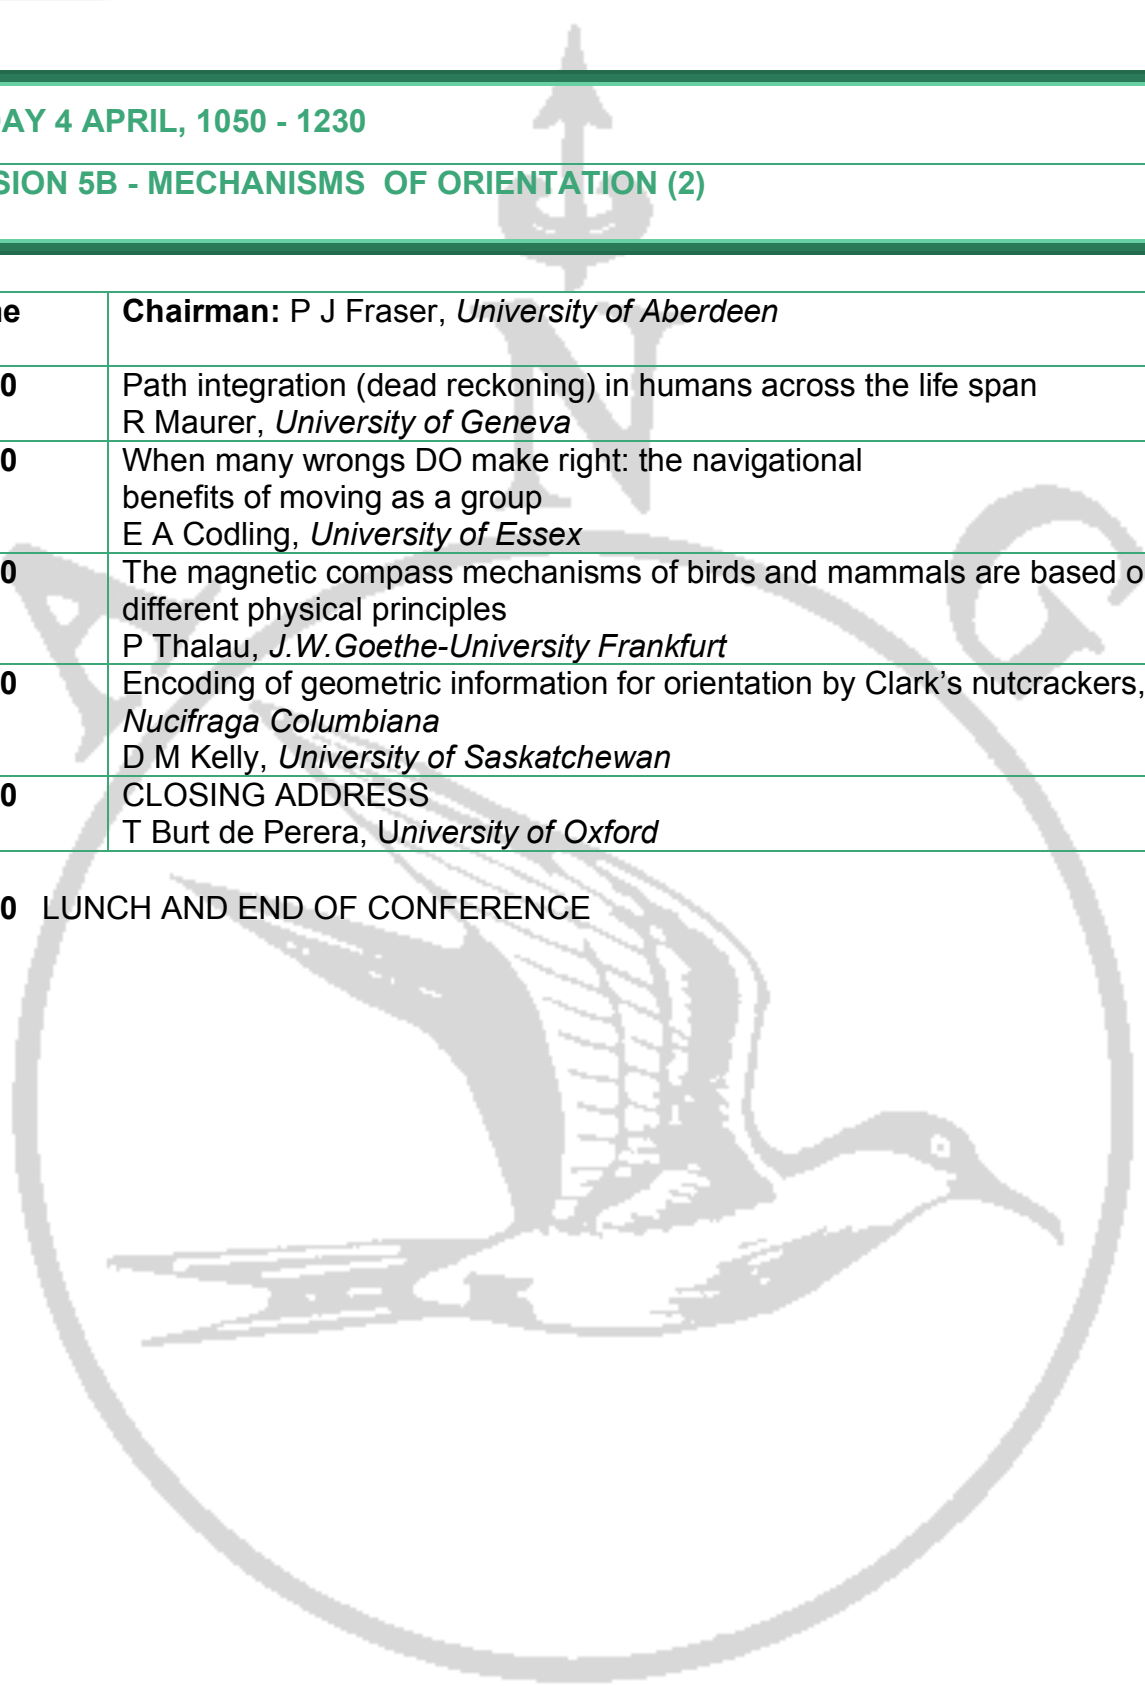 DAY 4 APRIL, 1050 - 1230
SION 5B - MECHANISMS OF ORIENTATION (2)
ne Chairman: P J Fraser, University of Aberdeen
0 Path integration (dead reckoning) in humans across the life span
R Maurer, University of Geneva
0 When many wrongs DO make right: the navigational
benefits of moving as a group
E A Codling, University of Essex
0 The magnetic compass mechanisms of birds and mammals are based o
different physical principles
P Thalau, J.W.Goethe-University Frankfurt
0 Encoding of geometric information for orientation by Clark’s nutcrackers,
Nucifraga Columbiana
D M Kelly, University of Saskatchewan
0 CLOSING ADDRESS
T Burt de Perera, University of Oxford
0 LUNCH AND END OF CONFERENCE
A N G